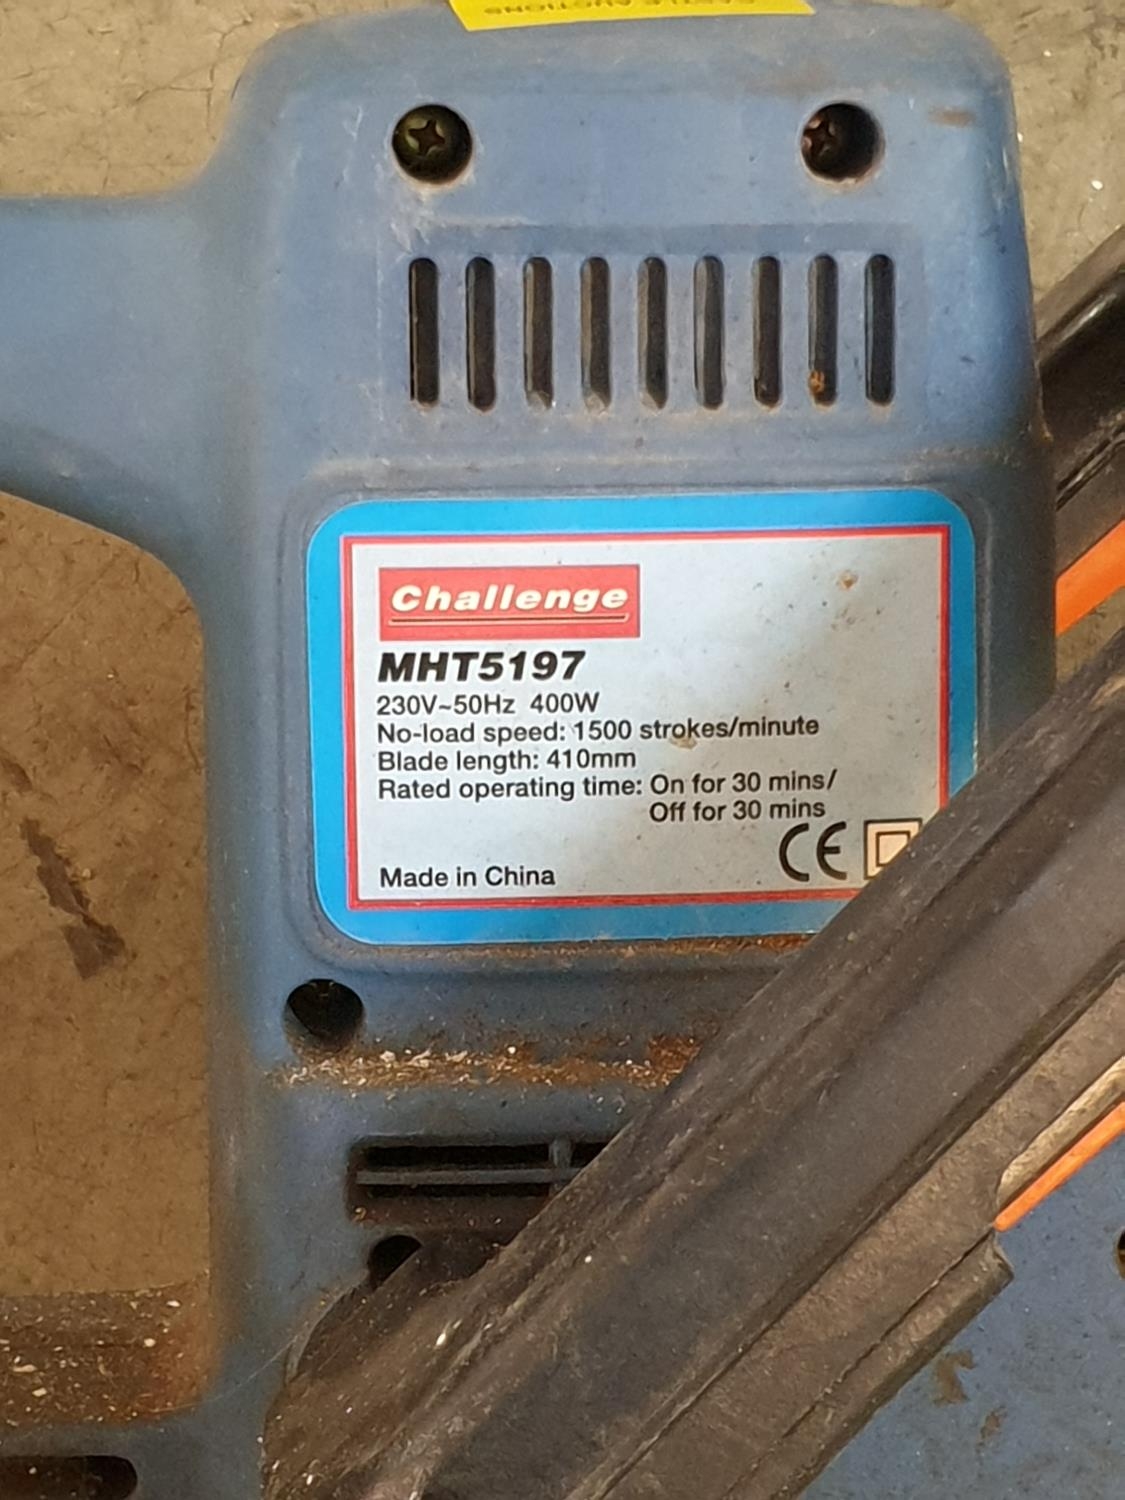 Challenge
MHT5197
230V~50Hz 400W
No-load speed: 1500 strokes/minute
Blade length: 410mm
Rated operating time: On for 30 mins/
Off for 30 mins
CE
Made in China